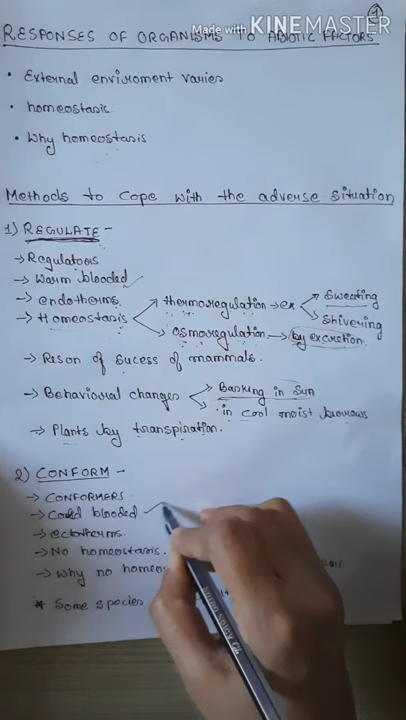 1
Made with KINEMASTER
RESPONSES OF ORGANISMS TO ABIOTIC FACTORS
• External enviroment varies
• homeostasis
• Why homeostasis
Methods to Cope with the adverse situation
1) REGULATE -
→ Regulators
→ Warm blooded
→ endotherms.
→ Homeostasis → thermoregulation → ex → Sweating
→ Shivering
→ Osmoregulation → by excretion.
→ Reson of sucess of mammals.
→ Behavioural changes → Basking in Sun
→ in cool moist burrows
→ Plants by transpiration.
2) CONFORM -
→ CONFORMERS
→ Cold blooded
→ ectotherms.
→ No homeostasis.
→ Why no homeos
* Some species